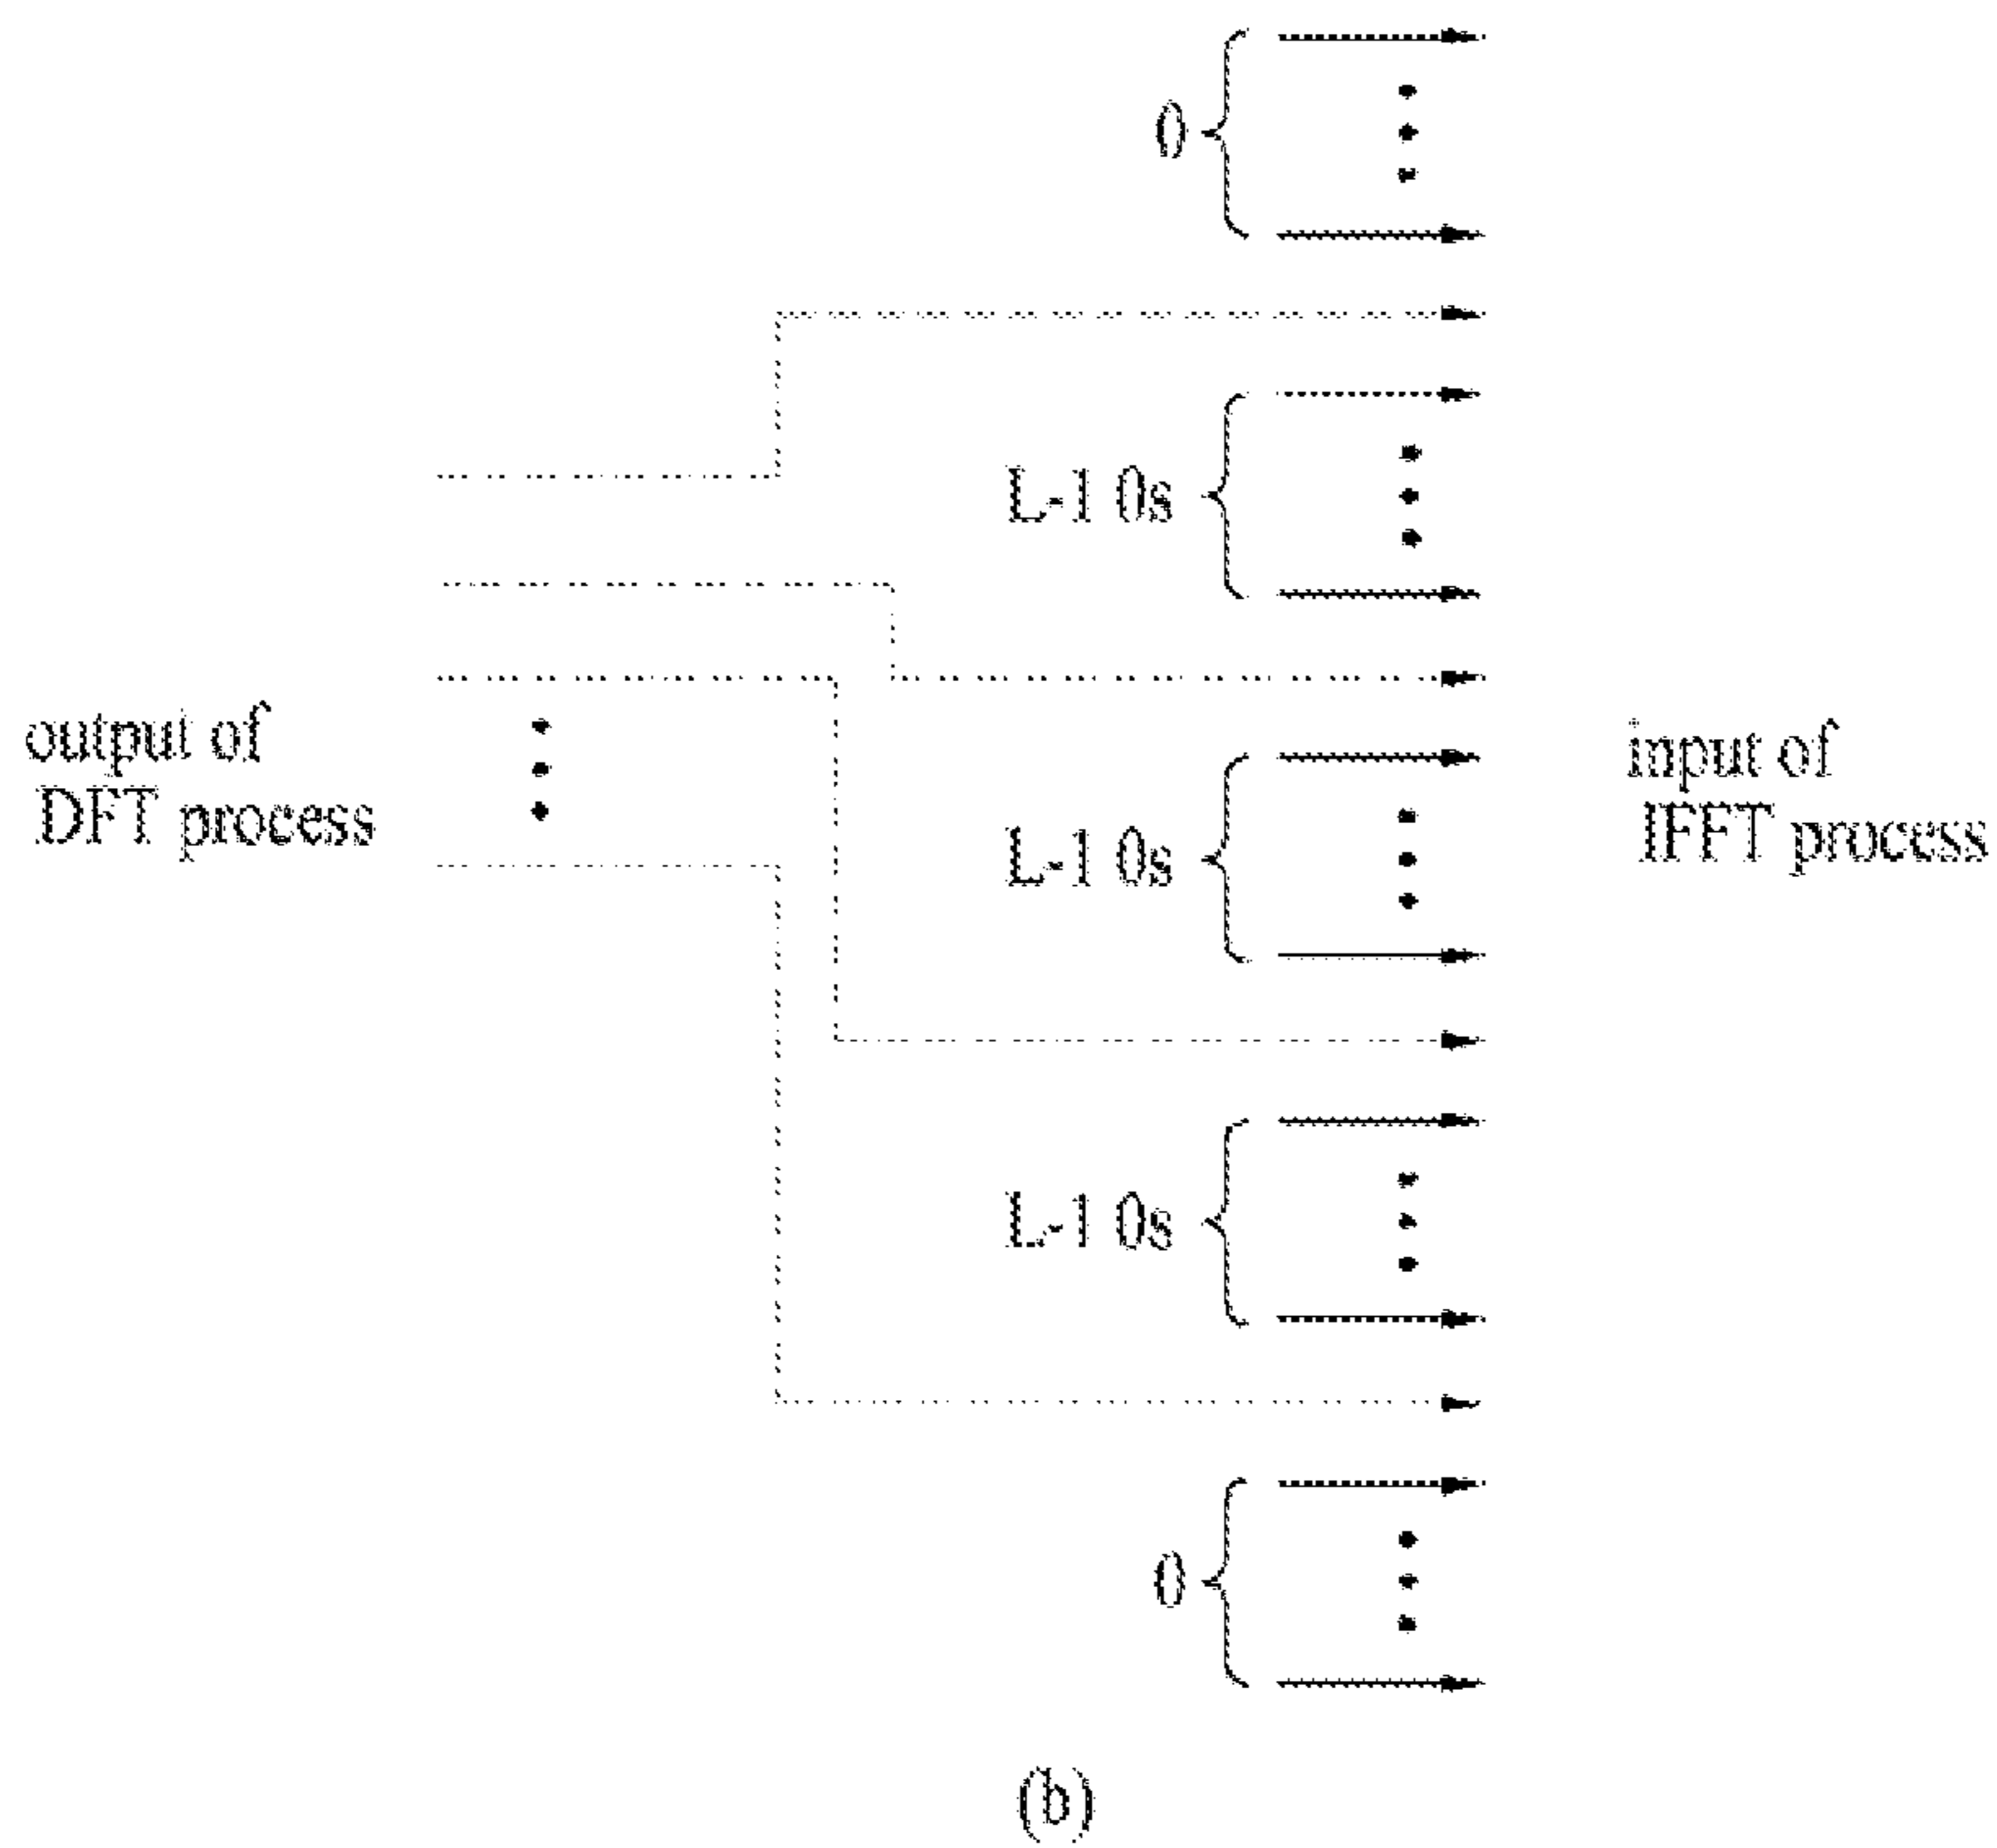 0
L-1 0s
output of
DFT process
L-1 0s
input of
IFFT process
L-1 0s
0
(b)